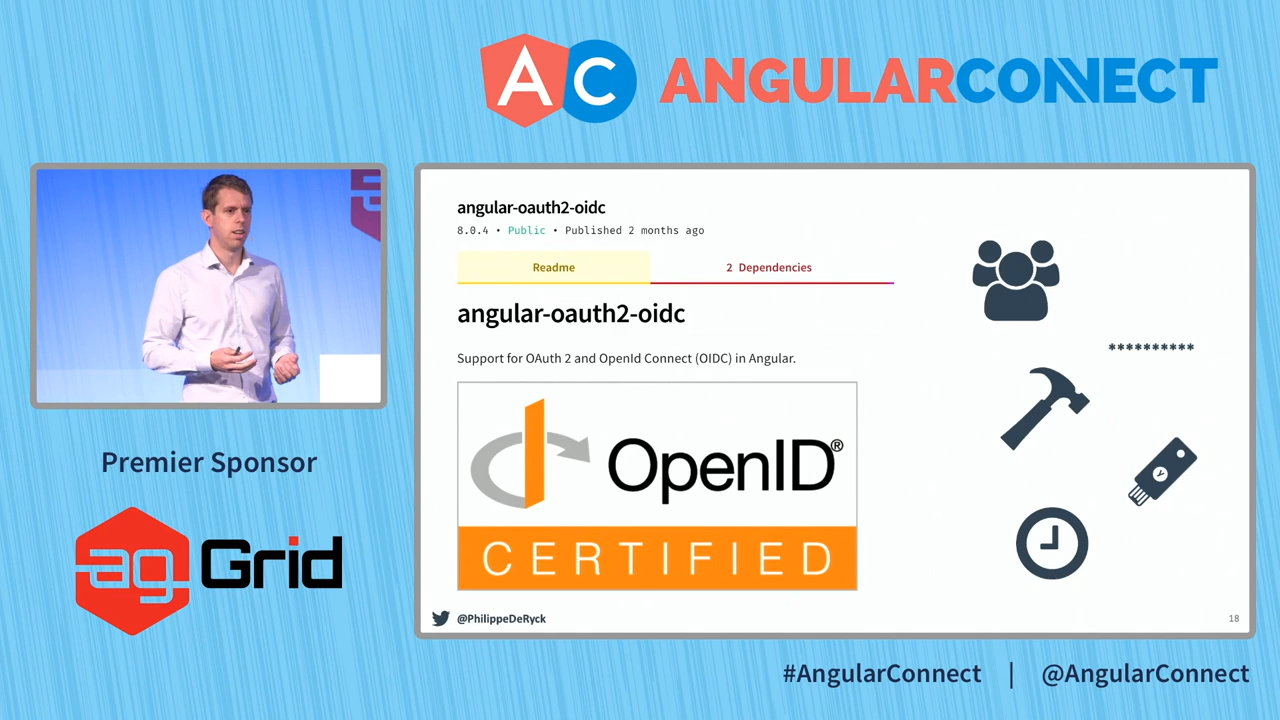 AC ANGULARCONNECT
angular-oauth2-oidc
8.0.4 • Public • Published 2 months ago
Readme
2 Dependencies
angular-oauth2-oidc
Support for OAuth 2 and OpenId Connect (OIDC) in Angular.
**********
OpenID®
CERTIFIED
Y
@PhilippeDeRyck
18
Premier Sponsor
ag Grid
#AngularConnect | @AngularConnect